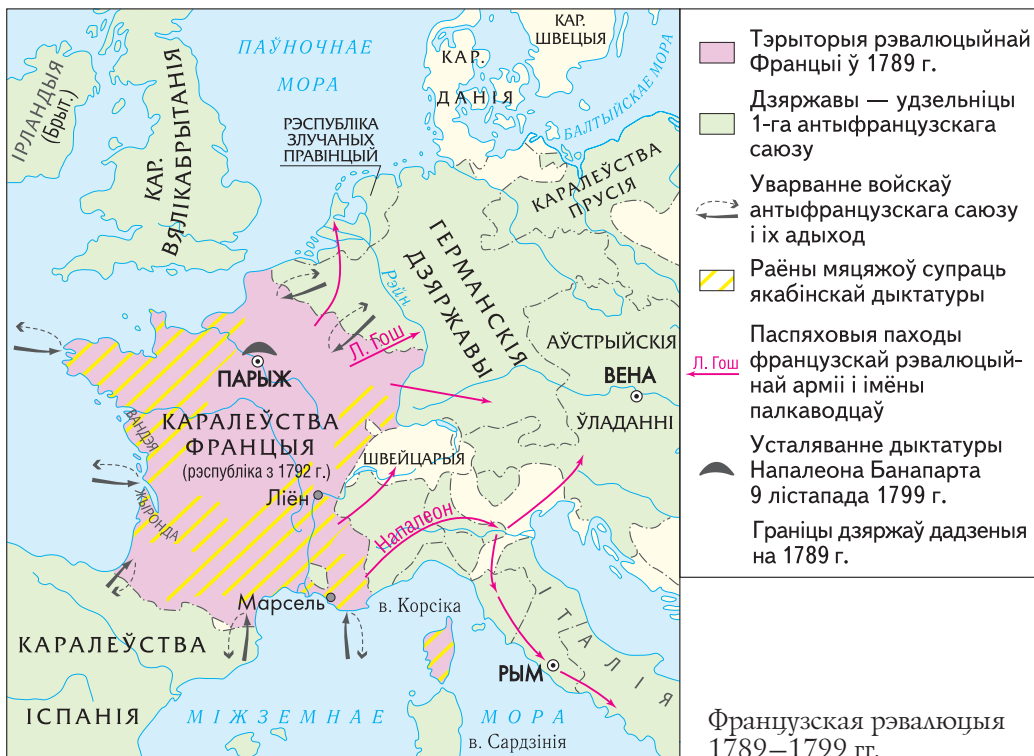 ПАЎНОЧНАЕ
МОРА
КАР.
ШВЕЦЫЯ
КАР.
ДАНІЯ
БАЛТЫЙСКАЕ МОРА
ІРЛАНДЫЯ
(Брыт.)
КАР.
ВЯЛІКАБРЫТАНІЯ
РЭСПУБЛІКА
ЗЛУЧАНЫХ
ПРАВІНЦЫЙ
КАРАЛЕЎСТВА
ПРУСІЯ
ГЕРМАНСКІЯ
ДЗЯРЖАВЫ
Рэйн
Л. Гош
ПАРЫЖ
АЎСТРЫЙСКІЯ
ВЕНА
ЎЛАДАННІ
КАРАЛЕЎСТВА
ФРАНЦЫЯ
(рэспубліка з 1792 г.)
ВАНДЭЯ
ШВЕЙЦАРЫЯ
Ліён
ЖЫРОНДА
Напалеон
Марсель
в. Корсіка
ІТАЛІЯ
РЫМ
КАРАЛЕЎСТВА
ІСПАНІЯ
МІЖЗЕМНАЕ МОРА
в. Сардзінія
Тэрыторыя рэвалюцыйнай
Францыі ў 1789 г.
Дзяржавы — удзельніцы
1-га антыфранцузскага
саюзу
Уварванне войскаў
антыфранцузскага саюзу
і іх адыход
Раёны мяцяжоў супраць
якабінскай дыктатуры
Л. Гош
Паспяховыя паходы
французскай рэвалюцый-
най арміі і імёны
палкаводцаў
Усталяванне дыктатуры
Напалеона Банапарта
9 лістапада 1799 г.
Граніцы дзяржаў дадзеныя
на 1789 г.
Французская рэвалюцыя
1789—1799 гг.